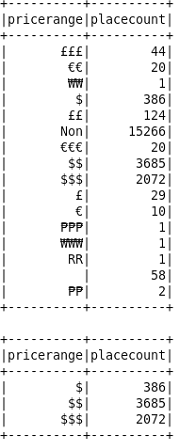 +----------+----------+
|pricerange|placecount|
+----------+----------+
|       £££|        44|
|        €€|        20|
|        ₩₩|         1|
|         $|       386|
|        ££|       124|
|       Non|     15266|
|       €€€|        20|
|        $$|      3685|
|       $$$|      2072|
|         £|        29|
|         €|        10|
|       ₱₱₱|         1|
|       ₩₩₩|         1|
|        RR|         1|
|          |        58|
|        ₱₱|         2|
+----------+----------+
+----------+----------+
|pricerange|placecount|
+----------+----------+
|         $|       386|
|        $$|      3685|
|       $$$|      2072|
+----------+----------+